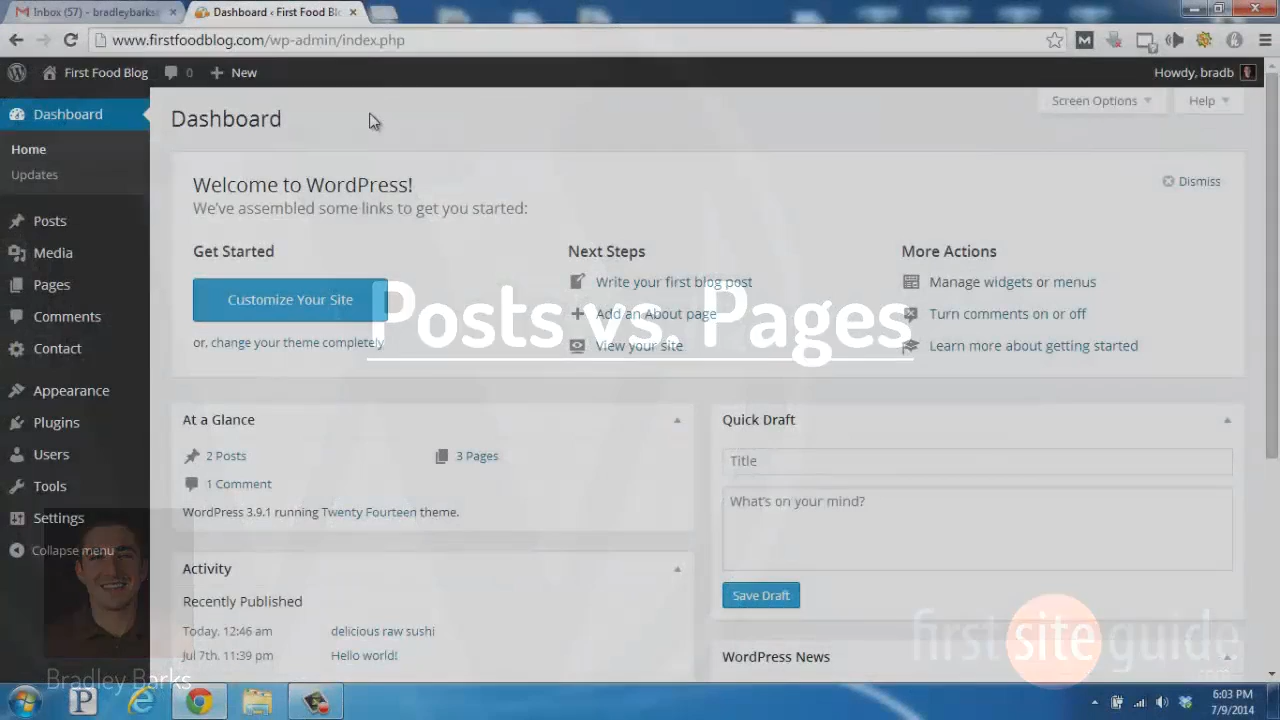 Inbox (57) - bradleybarks
Dashboard ‹ First Food Blo
www.firstfoodblog.com/wp-admin/index.php
First Food Blog
0
New
Howdy, bradb
Dashboard
Home
Updates
Posts
Media
Pages
Comments
Contact
Appearance
Plugins
Users
Tools
Settings
Collapse menu
Dashboard
Screen Options
Help
Welcome to WordPress!
Dismiss
We've assembled some links to get you started:
Get Started
Customize Your Site
or, change your theme completely
Next Steps
Write your first blog post
Add an About page
View your site
More Actions
Manage widgets or menus
Turn comments on or off
Learn more about getting started
Posts vs. Pages
At a Glance
2 Posts
3 Pages
1 Comment
WordPress 3.9.1 running Twenty Fourteen theme.
Activity
Recently Published
Today, 12:46 am
delicious raw sushi
Jul 7th, 11:39 pm
Hello world!
Quick Draft
Title
What's on your mind?
Save Draft
WordPress News
Bradley Barks
first site guide
.com
6:03 PM
7/9/2014